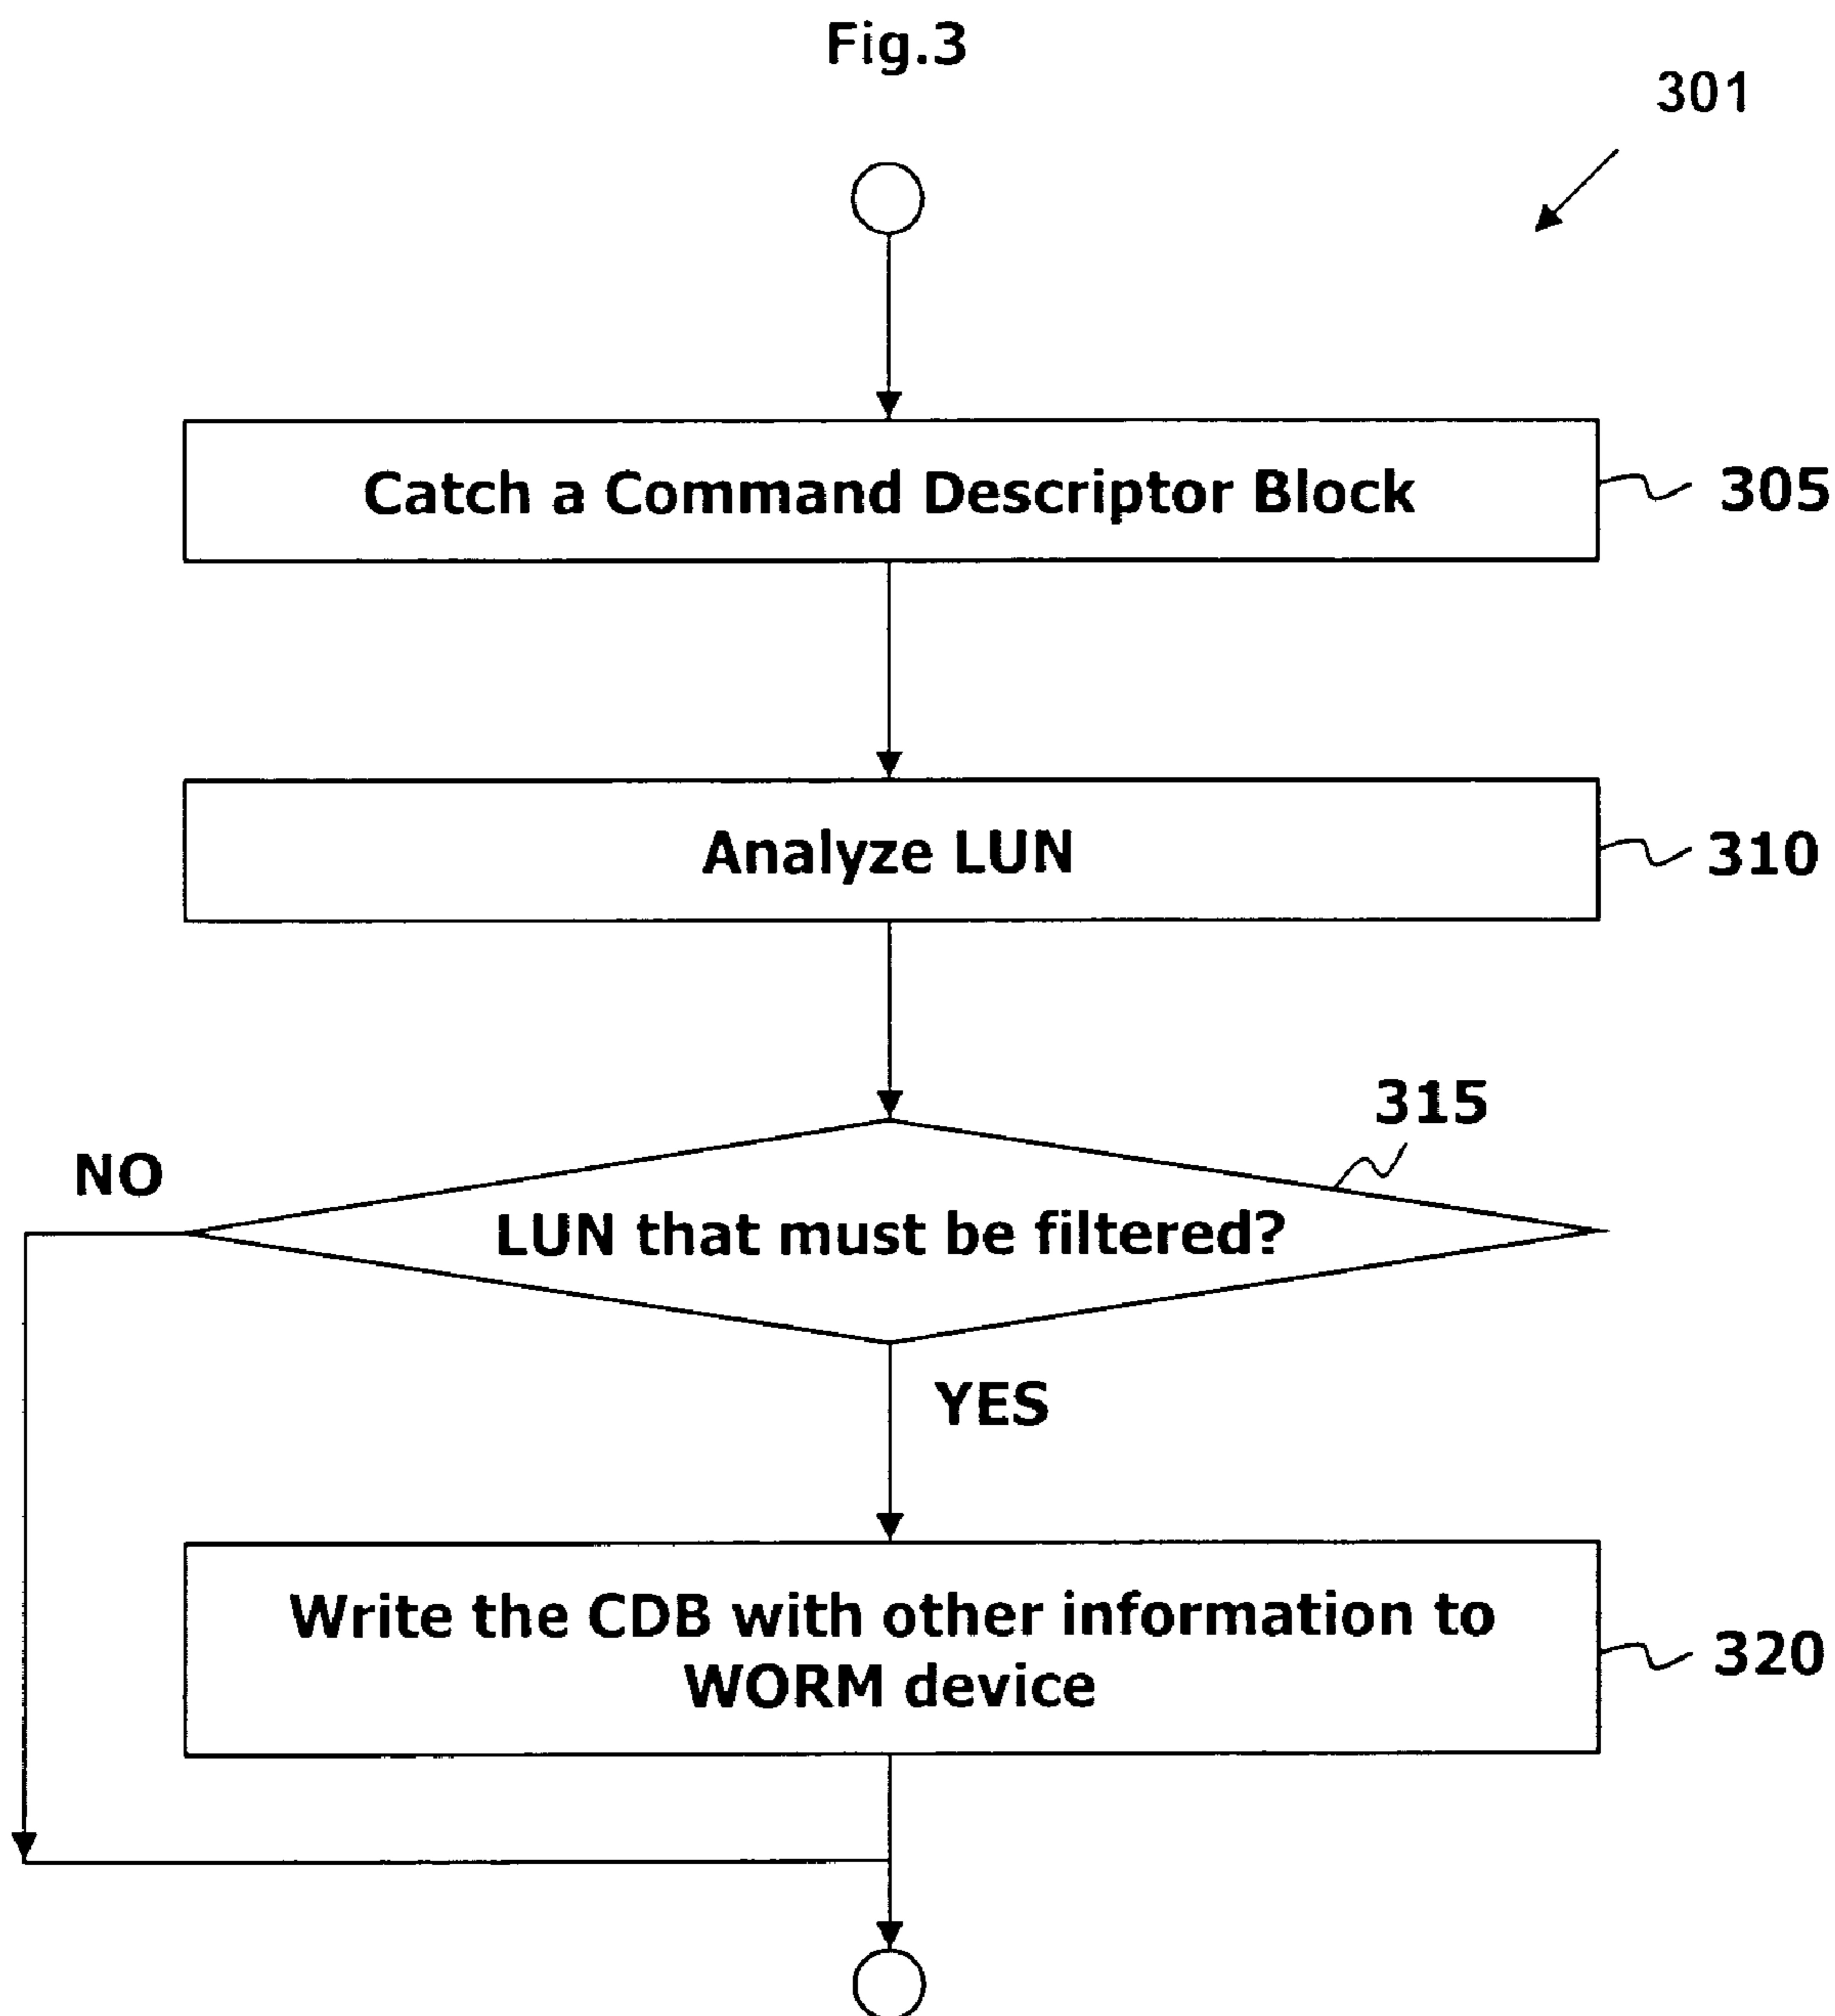 Fig.3
301
Catch a Command Descriptor Block
305
Analyze LUN
310
315
NO
LUN that must be filtered?
YES
Write the CDB with other information to
WORM device
320